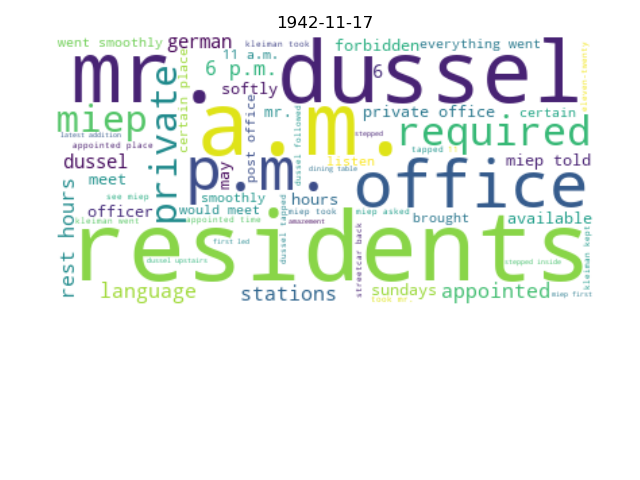 1942-11-17
went smoothly
german
kleiman took
forbidden
everything went
mr. dussel
11 a.m.
6 p.m.
6
softly
certain place
private
eleven-twenty
miep
a.m.
mr.
private office
certain
post office
dussel followed
stepped
required
latest addition
appointed place
tapped 11
dussel
listen
miep told
p.m.
may
dining table
meet
office
see miep
smoothly
hours
rest hours
officer
would meet
miep took
miep asked
brought
available
kleiman went
appointed time
amazement
residents
dussel tapped
first led
streetcar back
kleiman kept
dussel upstairs
stepped inside
language
stations
sundays
appointed
miep first
took mr.